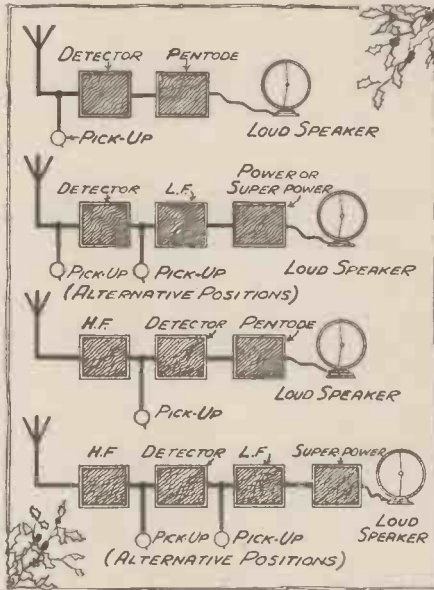 DETECTOR PENTODE
PICK-UP
LOUD SPEAKER
DETECTOR L.F. POWER OR
SUPER POWER
PICK-UP PICK-UP
(ALTERNATIVE POSITIONS)
LOUD SPEAKER
H.F. DETECTOR PENTODE
PICK-UP
LOUD SPEAKER
H.F DETECTOR L.F. SUPER POWER
PICK-UP PICK-UP
(ALTERNATIVE POSITIONS)
LOUD
SPEAKER